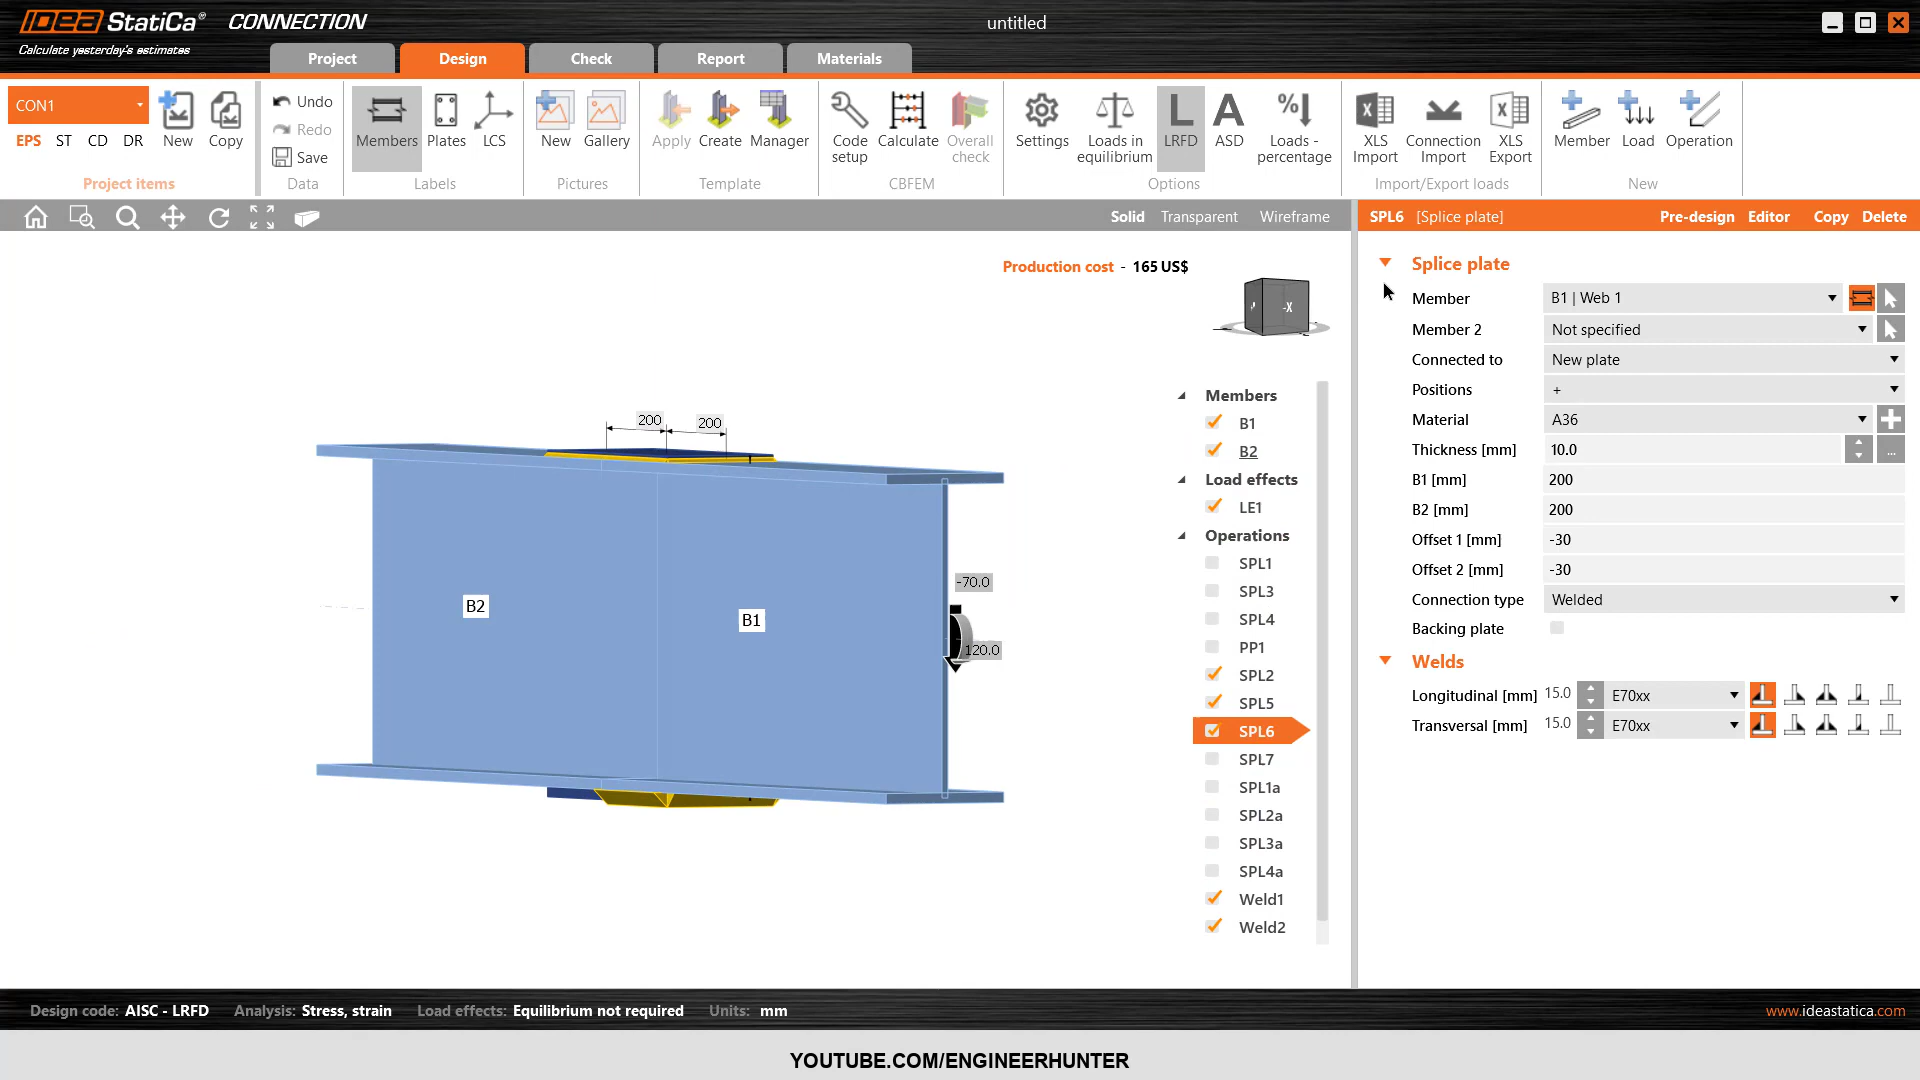 IDEA StatiCa® CONNECTION
Calculate yesterday's estimates
untitled
Project Design Check Report Materials
CON1
EPS ST CD DR
New Copy
Undo
Redo
Save
Members Plates LCS
New Gallery
Apply Create Manager
Code setup Calculate Overall check
Settings Loads in equilibrium LRFD ASD Loads - percentage
XLS Import Connection Import XLS Export
Member Load Operation
Project items Data Labels Pictures Template CBFEM Options Import/Export loads New
Solid Transparent Wireframe
SPL6 [Splice plate] Pre-design Editor Copy Delete
Production cost - 165 US$
-X
200 200
B2
B1
-70.0
120.0
Members
B1
B2
Load effects
LE1
Operations
SPL1
SPL3
SPL4
PP1
SPL2
SPL5
SPL6
SPL7
SPL1a
SPL2a
SPL3a
SPL4a
Weld1
Weld2
Splice plate
Member B1 | Web 1
Member 2 Not specified
Connected to New plate
Positions +
Material A36
Thickness [mm] 10.0 ...
B1 [mm] 200
B2 [mm] 200
Offset 1 [mm] -30
Offset 2 [mm] -30
Connection type Welded
Backing plate
Welds
Longitudinal [mm] 15.0 E70xx
Transversal [mm] 15.0 E70xx
Design code: AISC - LRFD Analysis: Stress, strain Load effects: Equilibrium not required Units: mm
www.ideastatica.com
YOUTUBE.COM/ENGINEERHUNTER